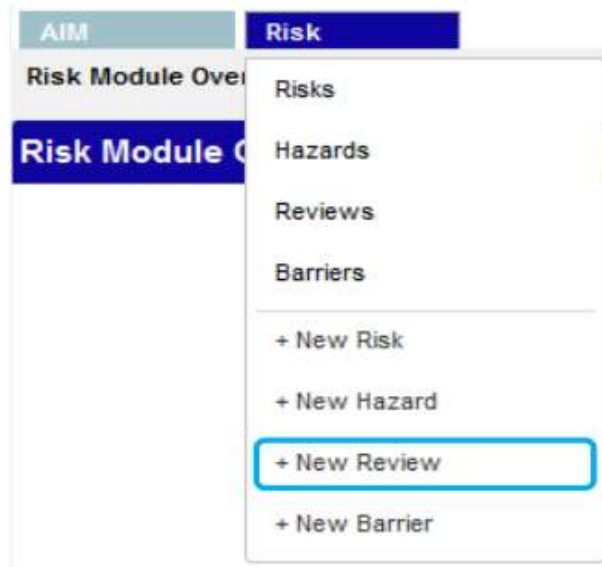 AIM
Risk
Risk Module Over
Risks
Risk Module
Hazards
Reviews
Barriers
+ New Risk
+ New Hazard
+ New Review
+ New Barrier